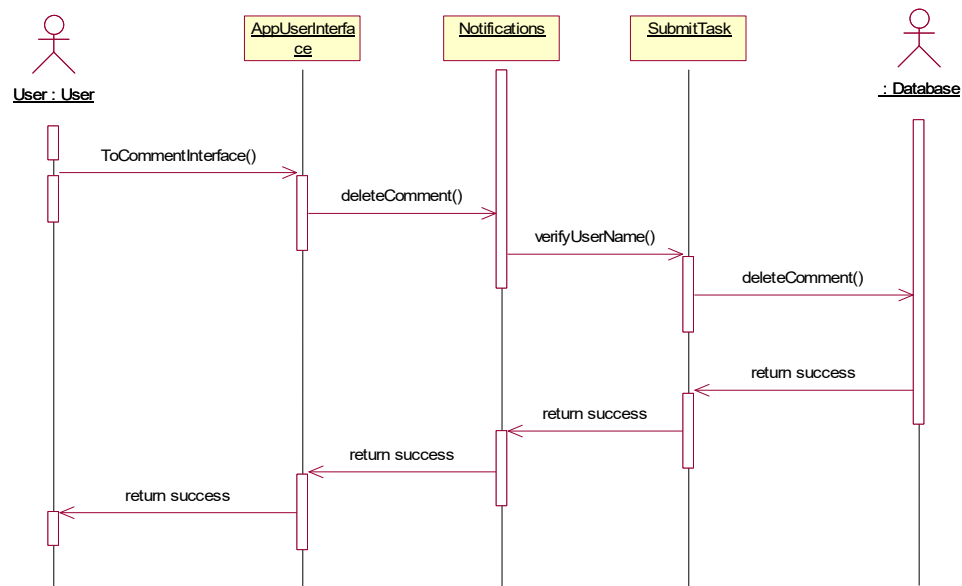 AppUserInterfa
ce
Notifications
SubmitTask
User : User
: Database
ToCommentInterface()
deleteComment()
verifyUserName()
deleteComment()
return success
return success
return success
return success